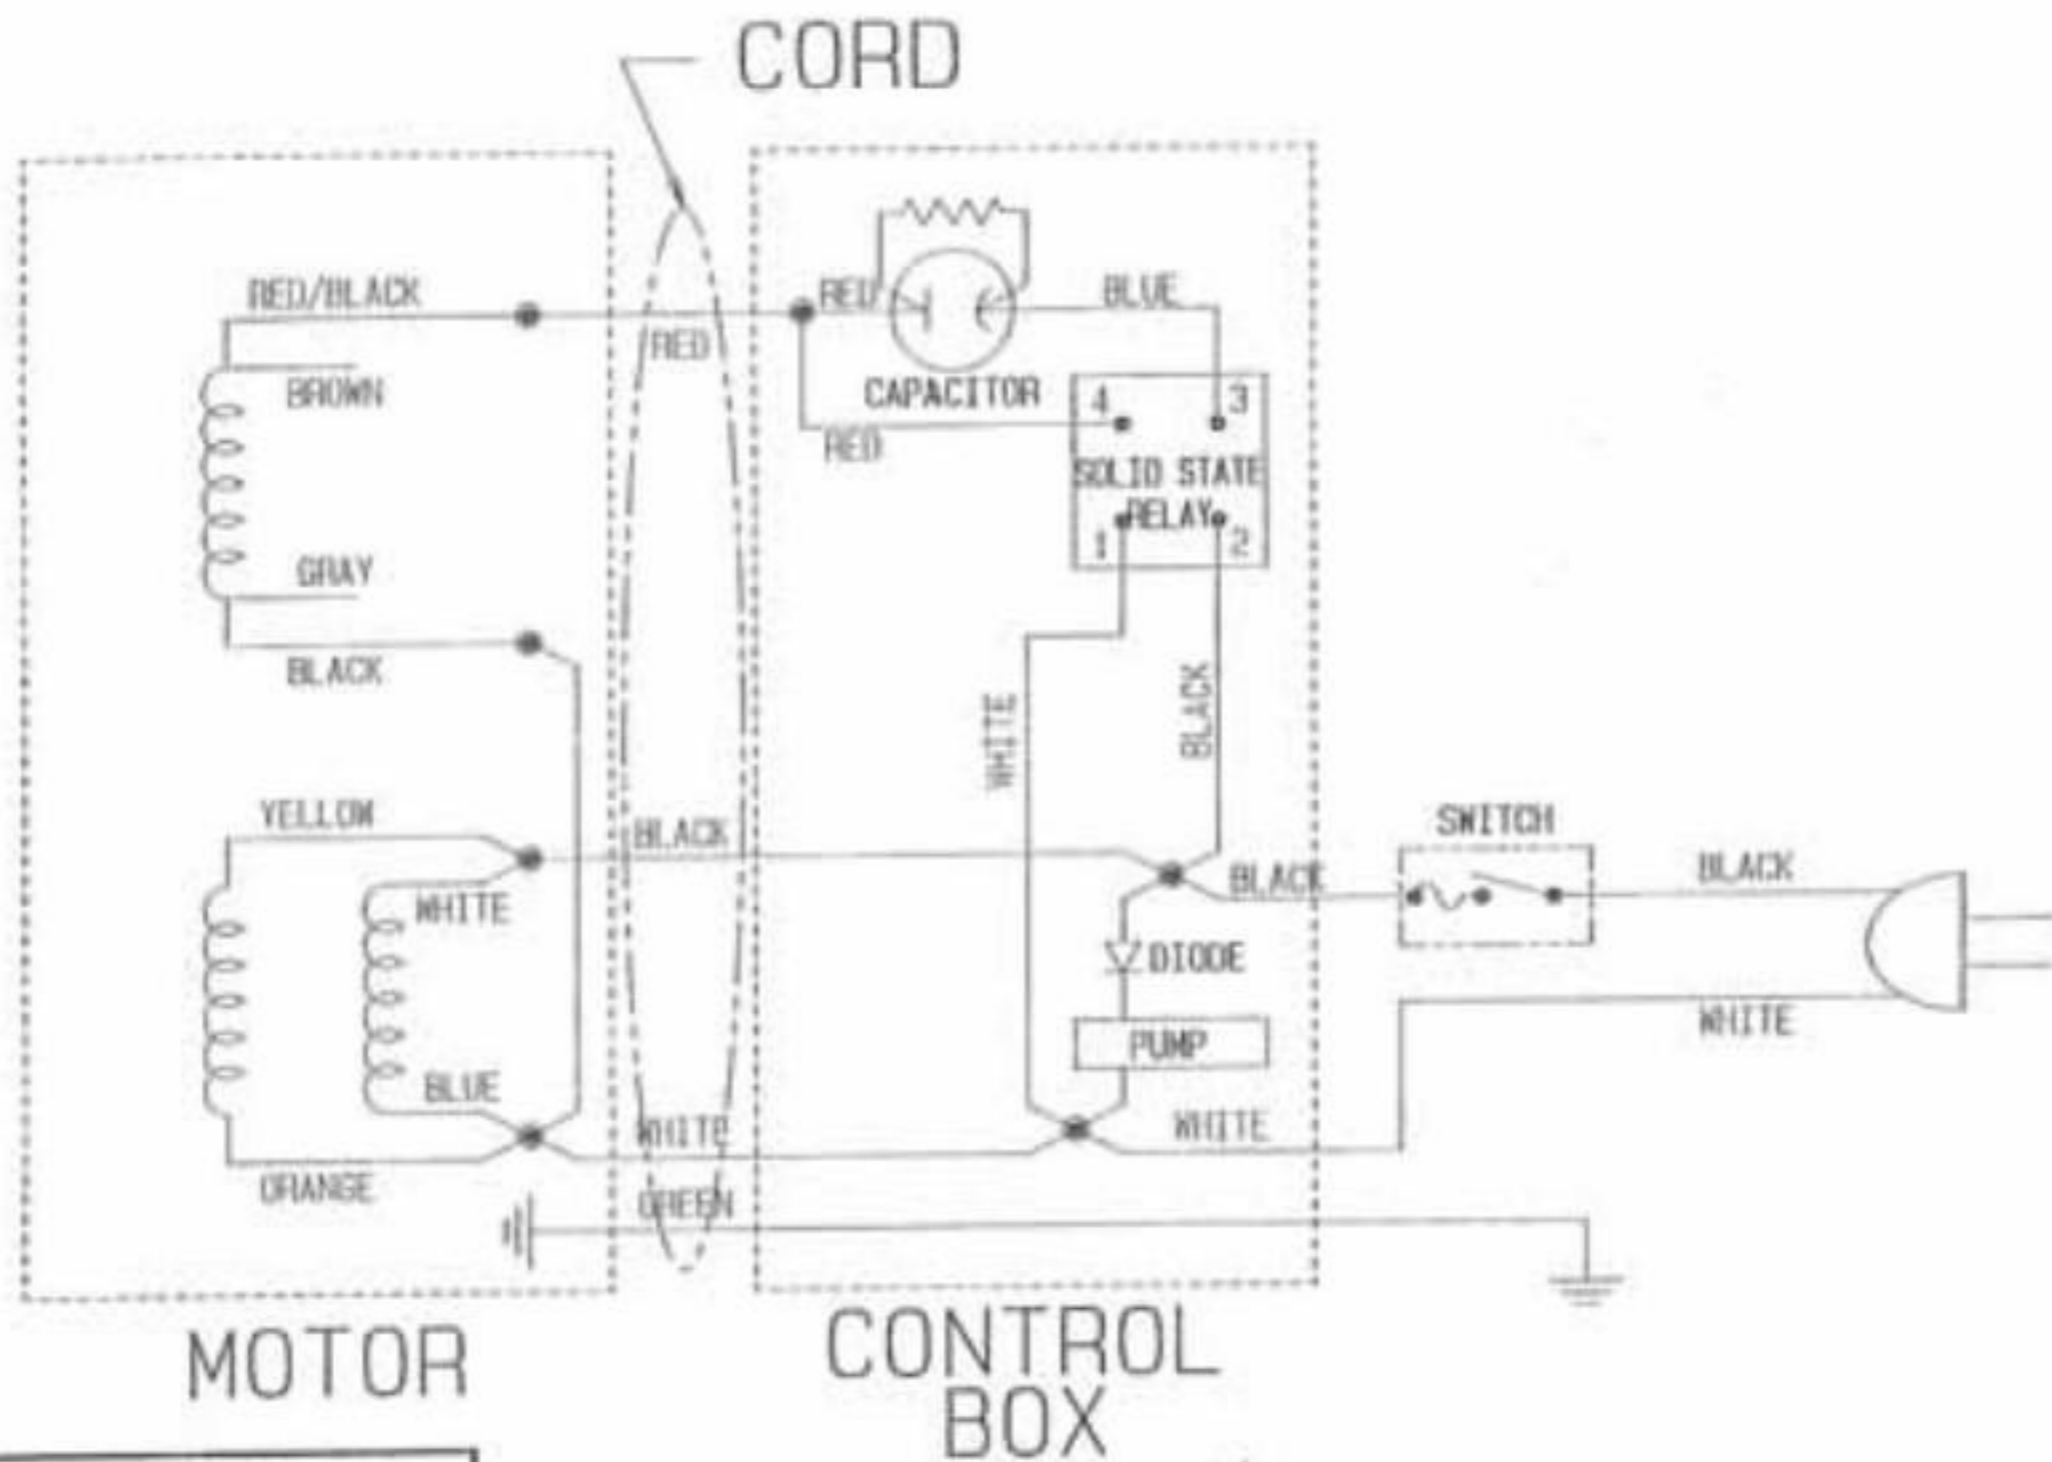 CORD
RED/BLACK
RED
BLUE
RED
BROWN
CAPACITOR
4
3
RED
SOLID STATE
RELAY
1
2
GRAY
BLACK
WHITE
BLACK
YELLOW
BLACK
SWITCH
BLACK
BLACK
WHITE
DIODE
PUMP
WHITE
BLUE
WHITE
WHITE
ORANGE
GREEN
MOTOR
CONTROL
BOX